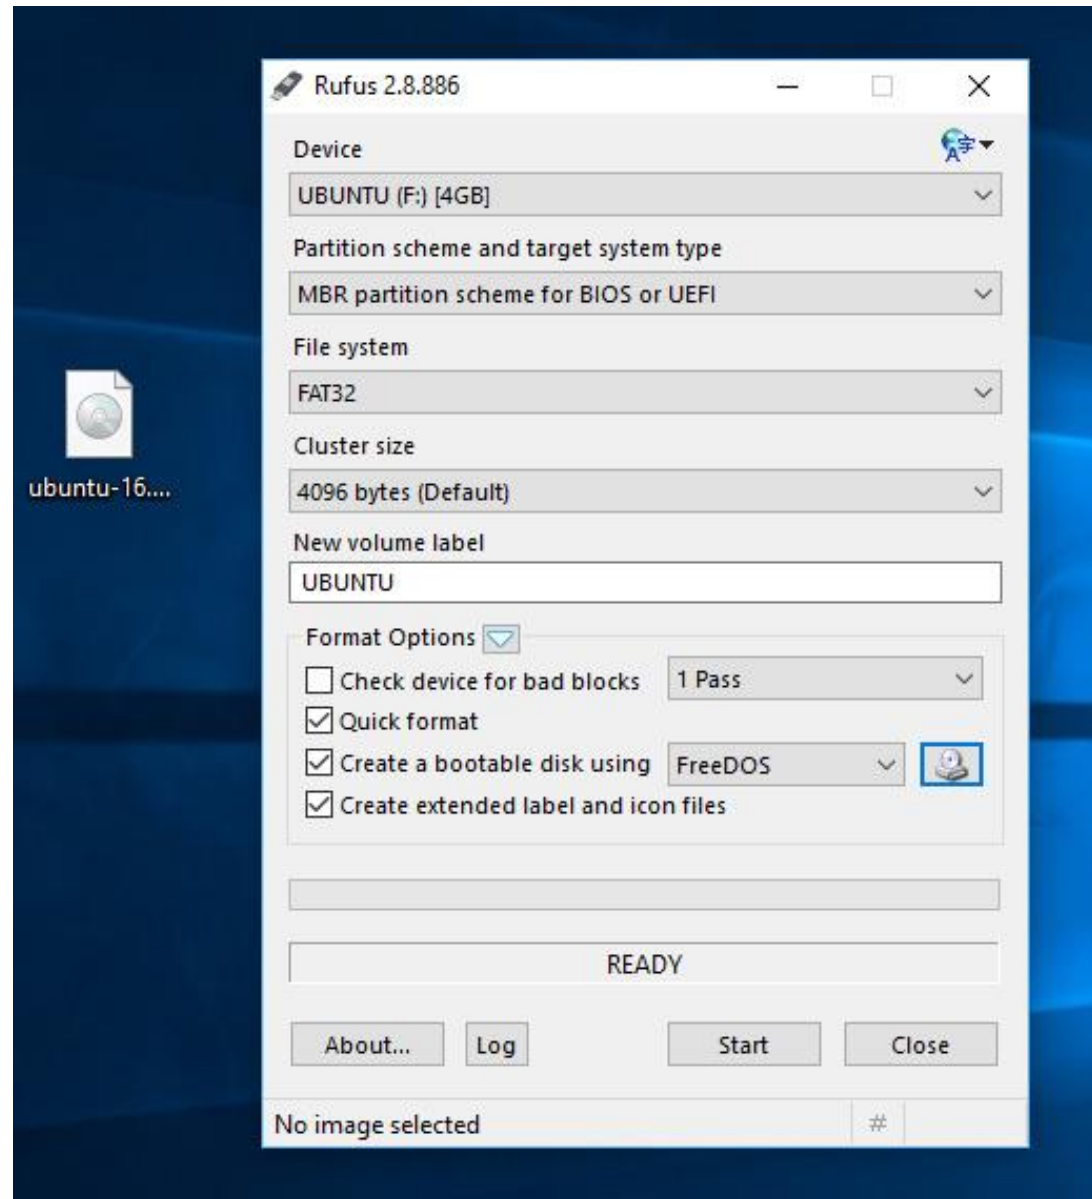 Rufus 2.8.886
Device
UBUNTU (F:) [4GB]
Partition scheme and target system type
MBR partition scheme for BIOS or UEFI
File system
FAT32
Cluster size
4096 bytes (Default)
New volume label
UBUNTU
Format Options
Check device for bad blocks 1 Pass
Quick format
Create a bootable disk using FreeDOS
Create extended label and icon files
READY
About... Log Start Close
No image selected #
ubuntu-16....